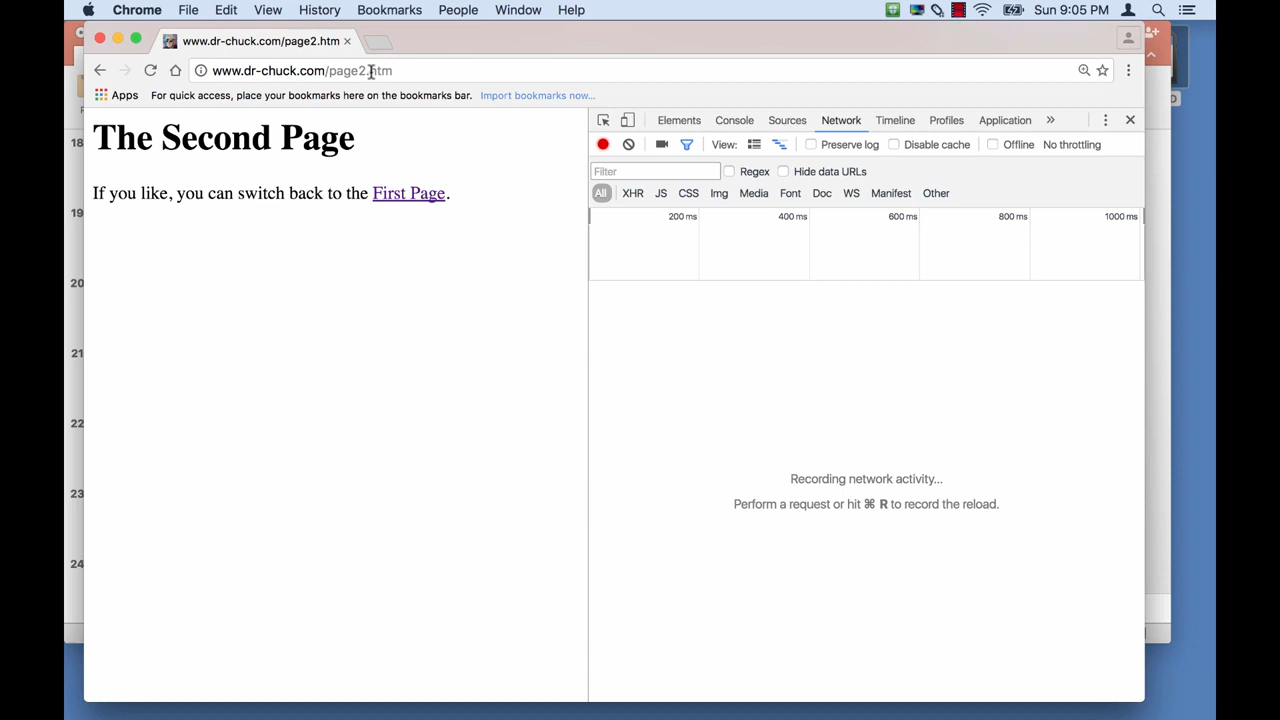 Chrome File Edit View History Bookmarks People Window Help Sun 9:05 PM
www.dr-chuck.com/page2.htm
www.dr-chuck.com/page2.htm
Apps For quick access, place your bookmarks here on the bookmarks bar. Import bookmarks now...
The Second Page
If you like, you can switch back to the First Page.
Elements Console Sources Network Timeline Profiles Application »
View: Preserve log Disable cache Offline No throttling
Filter Regex Hide data URLs
All XHR JS CSS Img Media Font Doc WS Manifest Other
200 ms 400 ms 600 ms 800 ms 1000 ms
Recording network activity...
Perform a request or hit ⌘ R to record the reload.
18
19
20
21
22
23
24